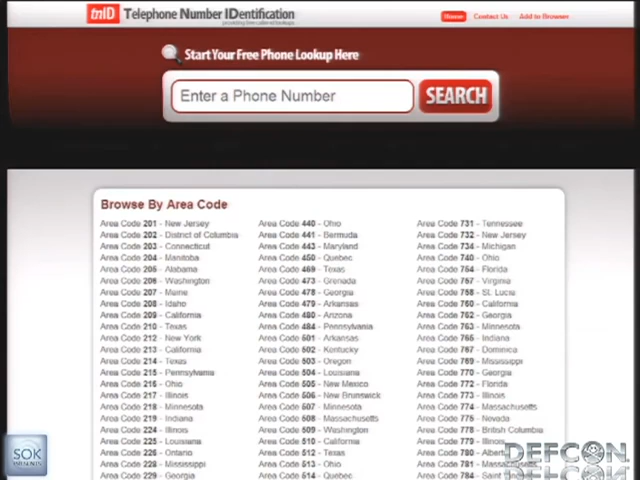 tnID Telephone Number IDentification
providing free caller id lookups
Home Contact Us Add to Browser
Start Your Free Phone Lookup Here
Enter a Phone Number SEARCH
Browse By Area Code
Area Code 201 - New Jersey
Area Code 202 - District of Columbia
Area Code 203 - Connecticut
Area Code 204 - Manitoba
Area Code 205 - Alabama
Area Code 206 - Washington
Area Code 207 - Maine
Area Code 208 - Idaho
Area Code 209 - California
Area Code 210 - Texas
Area Code 212 - New York
Area Code 213 - California
Area Code 214 - Texas
Area Code 215 - Pennsylvania
Area Code 216 - Ohio
Area Code 217 - Illinois
Area Code 218 - Minnesota
Area Code 219 - Indiana
Area Code 224 - Illinois
Area Code 225 - Louisiana
Area Code 226 - Ontario
Area Code 228 - Mississippi
Area Code 229 - Georgia
Area Code 440 - Ohio
Area Code 441 - Bermuda
Area Code 443 - Maryland
Area Code 450 - Quebec
Area Code 469 - Texas
Area Code 473 - Grenada
Area Code 478 - Georgia
Area Code 479 - Arkansas
Area Code 480 - Arizona
Area Code 484 - Pennsylvania
Area Code 501 - Arkansas
Area Code 502 - Kentucky
Area Code 503 - Oregon
Area Code 504 - Louisiana
Area Code 505 - New Mexico
Area Code 506 - New Brunswick
Area Code 507 - Minnesota
Area Code 508 - Massachusetts
Area Code 509 - Washington
Area Code 510 - California
Area Code 512 - Texas
Area Code 513 - Ohio
Area Code 514 - Quebec
Area Code 731 - Tennessee
Area Code 732 - New Jersey
Area Code 734 - Michigan
Area Code 740 - Ohio
Area Code 754 - Florida
Area Code 757 - Virginia
Area Code 758 - St. Lucia
Area Code 760 - California
Area Code 762 - Georgia
Area Code 763 - Minnesota
Area Code 765 - Indiana
Area Code 767 - Dominica
Area Code 769 - Mississippi
Area Code 770 - Georgia
Area Code 772 - Florida
Area Code 773 - Illinois
Area Code 774 - Massachusetts
Area Code 775 - Nevada
Area Code 778 - British Columbia
Area Code 779 - Illinois
Area Code 780 - Alberta
Area Code 781 - Massachusetts
Area Code 784 - Saint
SOK
DEFCON